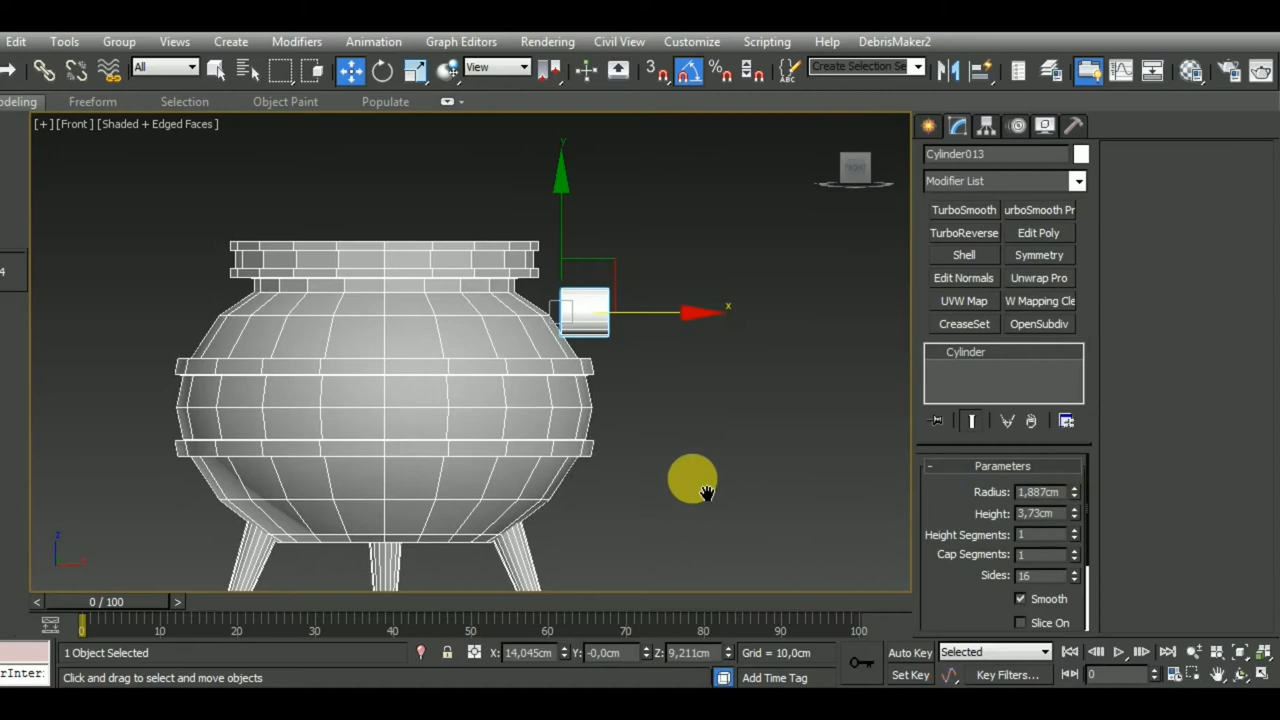 Edit Tools Group Views Create Modifiers Animation Graph Editors Rendering Civil View Customize Scripting Help DebrisMaker2
All View 3 Create Selection Se
odeling Freeform Selection Object Paint Populate
[+] [Front] [Shaded + Edged Faces]
Y
x
FRONT
z
x
4
Cylinder013
Modifier List
TurboSmooth urboSmooth Pr
TurboReverse Edit Poly
Shell Symmetry
Edit Normals Unwrap Pro
UVW Map W Mapping Cle
CreaseSet OpenSubdiv
Cylinder
- Parameters
Radius: 1,887cm
Height: 3,73cm
Height Segments: 1
Cap Segments: 1
Sides: 16
Smooth
Slice On
< 0 / 100 >
0 10 20 30 40 50 60 70 80 90 100
1 Object Selected X: 14,045cm Y: -0,0cm Z: 9,211cm Grid = 10,0cm Auto Key Selected
rInter: Click and drag to select and move objects Add Time Tag Set Key Key Filters... 0